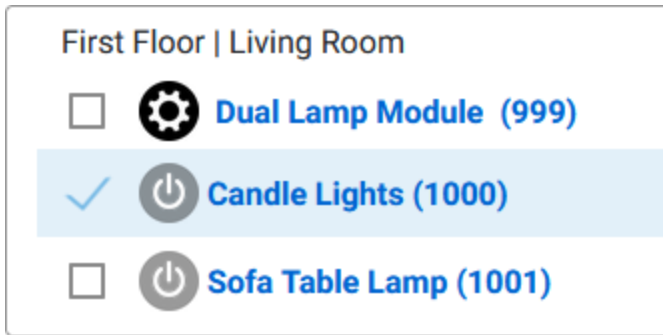 First Floor | Living Room
Dual Lamp Module (999)
Candle Lights (1000)
Sofa Table Lamp (1001)